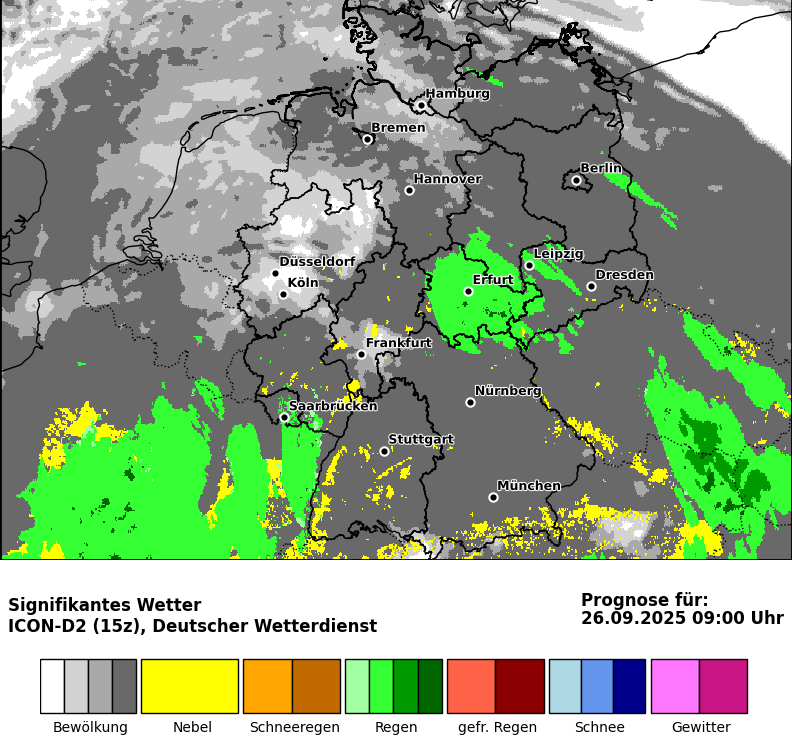 Hamburg
Bremen
Berlin
Hannover
Leipzig
Düsseldorf
Dresden
Erfurt
Köln
Frankfurt
Nürnberg
Saarbrücken
Stuttgart
München
Signifikantes Wetter
ICON-D2 (15z), Deutscher Wetterdienst
Prognose für:
26.09.2025 09:00 Uhr
Bewölkung Nebel Schneeregen Regen gefr. Regen Schnee Gewitter